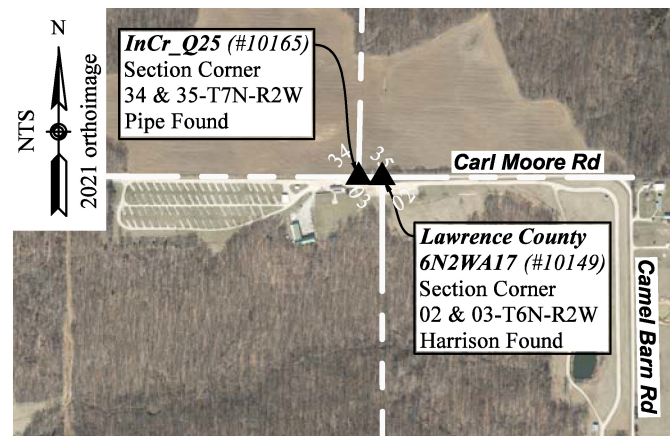 N
NTS
2021 orthoimage
InCr_Q25 (#10165)
Section Corner
34 & 35-T7N-R2W
Pipe Found
34
35
03
02
Carl Moore Rd
Lawrence County
6N2WA17 (#10149)
Section Corner
02 & 03-T6N-R2W
Harrison Found
Camel Barn Rd